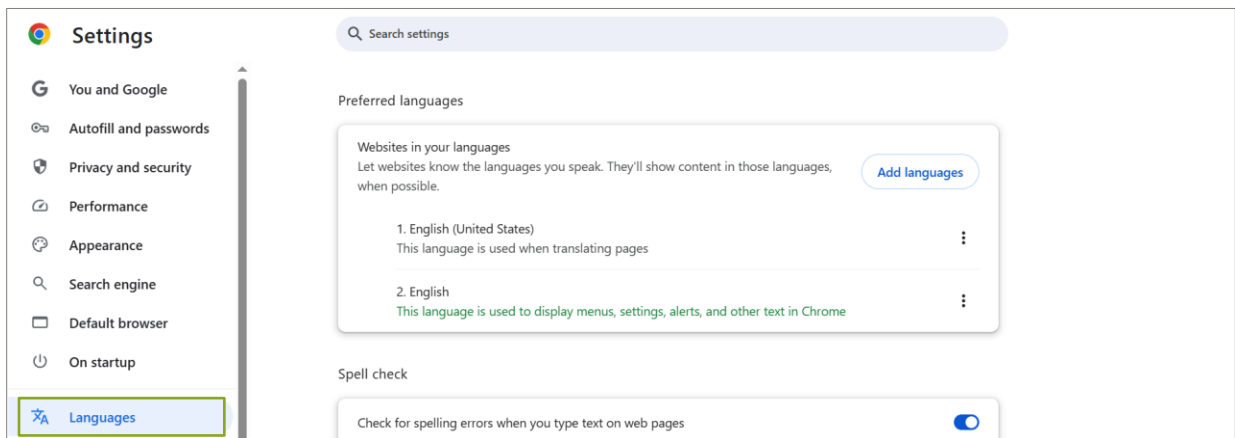 Settings
Search settings
You and Google
Autofill and passwords
Privacy and security
Performance
Appearance
Search engine
Default browser
On startup
Languages
Preferred languages
Websites in your languages
Let websites know the languages you speak. They'll show content in those languages,
when possible.
Add languages
1. English (United States)
This language is used when translating pages
2. English
This language is used to display menus, settings, alerts, and other text in Chrome
Spell check
Check for spelling errors when you type text on web pages